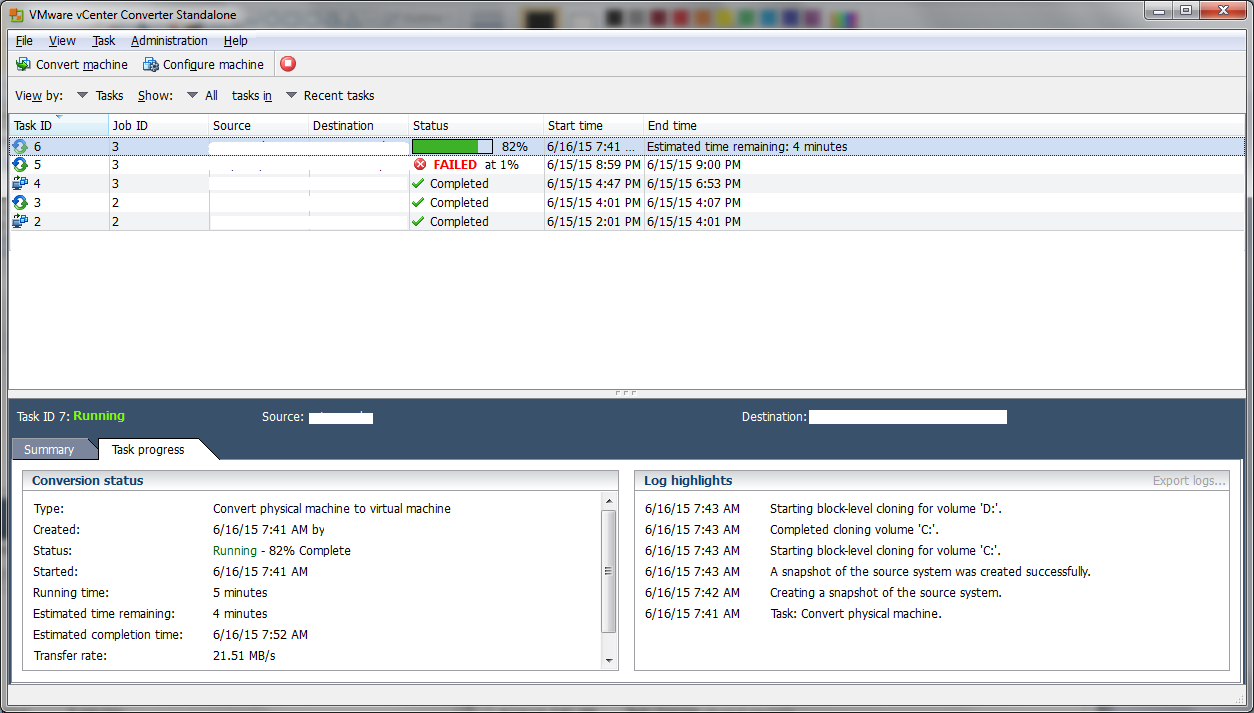 VMware vCenter Converter Standalone
File View Task Administration Help
Convert machine Configure machine
View by: Tasks Show: All tasks in Recent tasks
Task ID Job ID Source Destination Status Start time End time
6 3 82% 6/16/15 7:41 ... Estimated time remaining: 4 minutes
5 3 FAILED at 1% 6/15/15 8:59 PM 6/15/15 9:00 PM
4 3 Completed 6/15/15 4:47 PM 6/15/15 6:53 PM
3 2 Completed 6/15/15 4:01 PM 6/15/15 4:07 PM
2 2 Completed 6/15/15 2:01 PM 6/15/15 4:01 PM
Task ID 7: Running Source: Destination:
Summary Task progress
Conversion status
Type: Convert physical machine to virtual machine
Created: 6/16/15 7:41 AM by
Status: Running - 82% Complete
Started: 6/16/15 7:41 AM
Running time: 5 minutes
Estimated time remaining: 4 minutes
Estimated completion time: 6/16/15 7:52 AM
Transfer rate: 21.51 MB/s
Log highlights Export logs...
6/16/15 7:43 AM Starting block-level cloning for volume 'D:'.
6/16/15 7:43 AM Completed cloning volume 'C:'.
6/16/15 7:43 AM Starting block-level cloning for volume 'C:'.
6/16/15 7:43 AM A snapshot of the source system was created successfully.
6/16/15 7:42 AM Creating a snapshot of the source system.
6/16/15 7:41 AM Task: Convert physical machine.